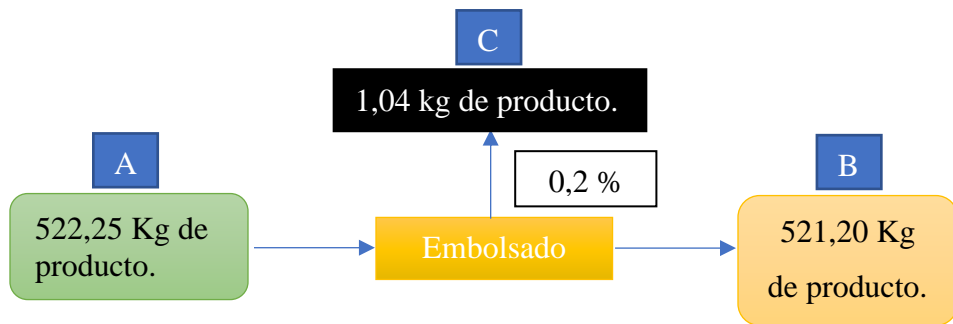 C
1,04 kg de producto.
A
0,2 %
B
522,25 Kg de
producto.
Embolsado
521,20 Kg
de producto.